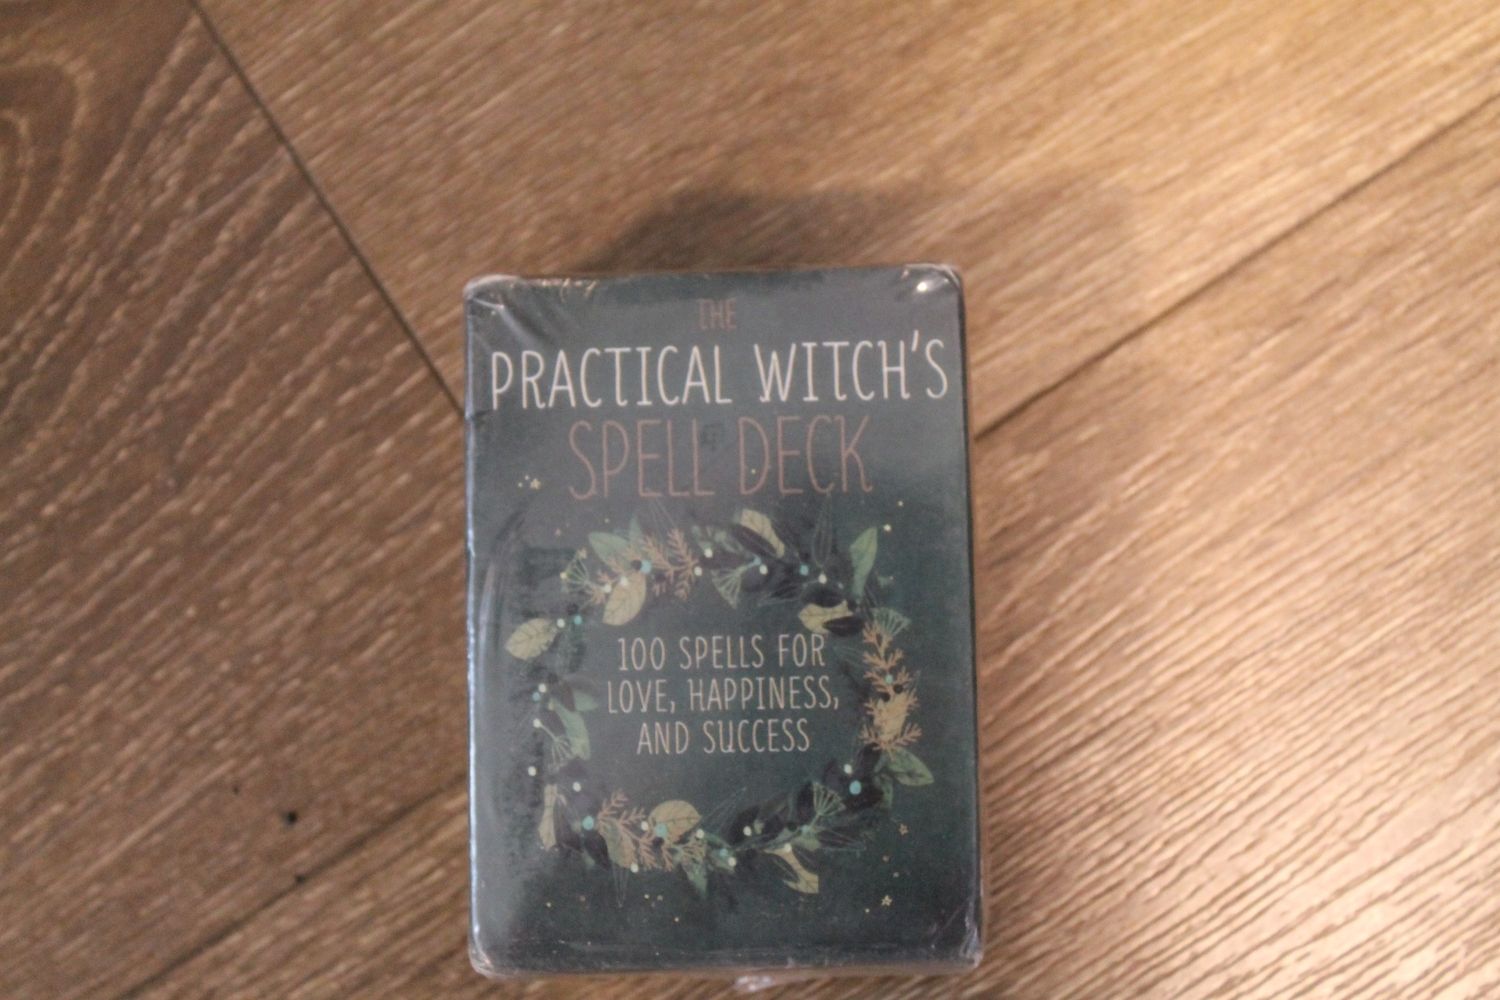 THE
PRACTICAL WITCH'S
SPELL DECK
100 SPELLS FOR
LOVE, HAPPINESS,
AND SUCCESS